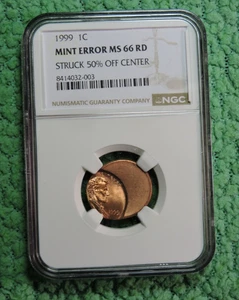 1999 1C
MINT ERROR MS 66 RD
STRUCK 50% OFF CENTER
8414032-003
NUMISMATIC GUARANTY COMPANY
NGC